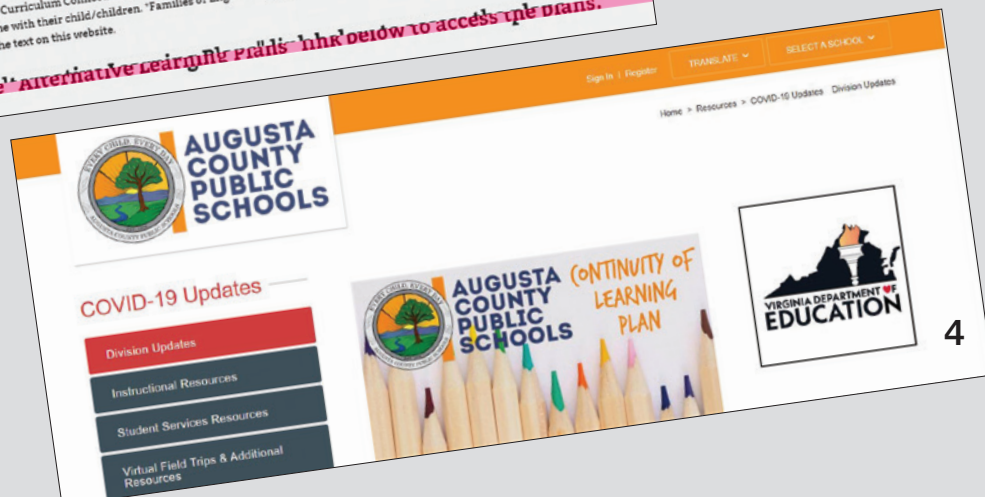 Curriculum
ne with their child/children. "Families of
he text on this website.
Alternative Learning Plans" link below to access the plans.
Sign In | Register
TRANSLATE
SELECT A SCHOOL
Home > Resources > COVID-19 Updates Division Updates
EVERY CHILD, EVERY DAY
AUGUSTA COUNTY PUBLIC SCHOOLS
AUGUSTA
COUNTY
PUBLIC
SCHOOLS
COVID-19 Updates
Division Updates
Instructional Resources
Student Services Resources
Virtual Field Trips & Additional
Resources
AUGUSTA
COUNTY
PUBLIC
SCHOOLS
CONTINUITY OF
LEARNING
PLAN
VIRGINIA DEPARTMENT OF
EDUCATION
4